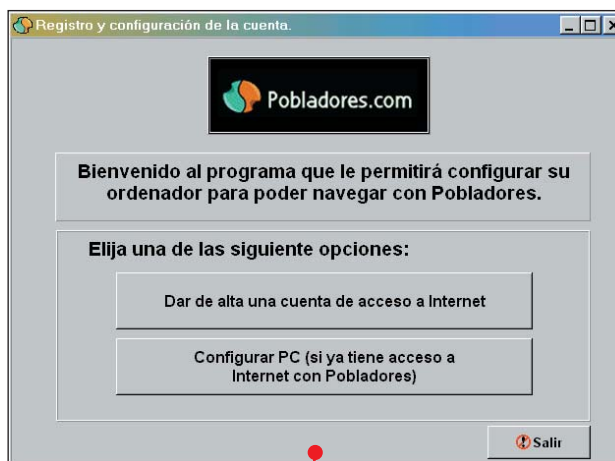 Registro y configuración de la cuenta.
Pobladores.com
Bienvenido al programa que le permitirá configurar su
ordenador para poder navegar con Pobladores.
Elija una de las siguiente opciones:
Dar de alta una cuenta de acceso a Internet
Configurar PC (si ya tiene acceso a
Internet con Pobladores)
Salir